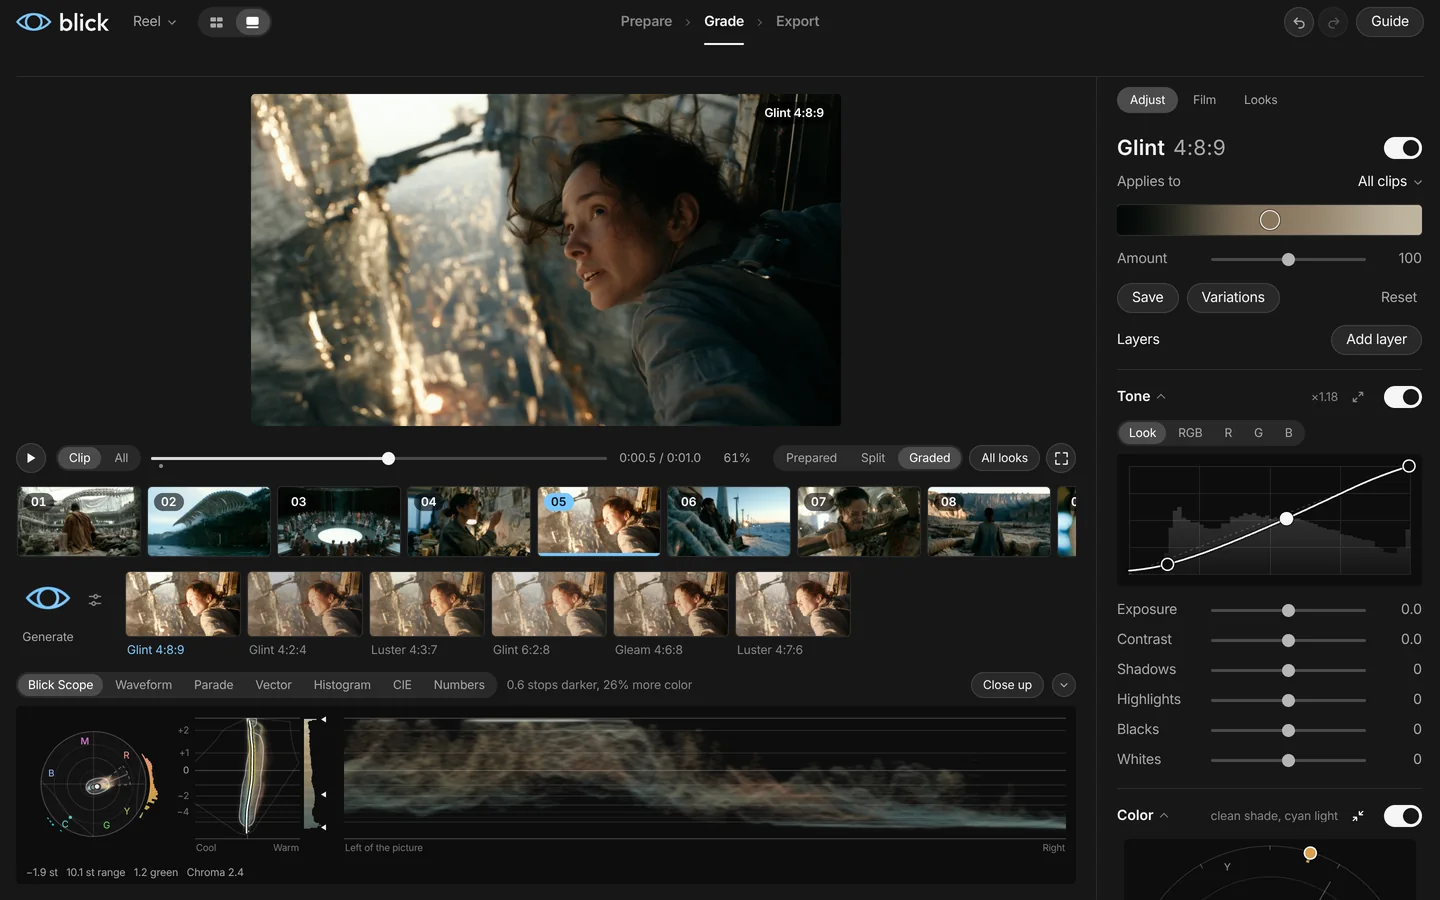 blick Reel Prepare Grade Export Guide
Glint 4:8:9
Adjust Film Looks
Glint 4:8:9
Applies to All clips
Amount 100
Save Variations Reset
Layers Add layer
Tone ×1.18
Look RGB R G B
Exposure 0.0
Contrast 0.0
Shadows 0
Highlights 0
Blacks 0
Whites 0
Color clean shade, cyan light
Y
Clip All 0:00.5 / 0:01.0 61% Prepared Split Graded All looks
01 02 03 04 05 06 07 08
Generate
Glint 4:8:9 Glint 4:2:4 Luster 4:3:7 Glint 6:2:8 Gleam 4:6:8 Luster 4:7:6
Blick Scope Waveform Parade Vector Histogram CIE Numbers 0.6 stops darker, 26% more color Close up
M R B Y C G
+2
+1
0
−2
−4
Cool Warm Left of the picture Right
−1.9 st 10.1 st range 1.2 green Chroma 2.4